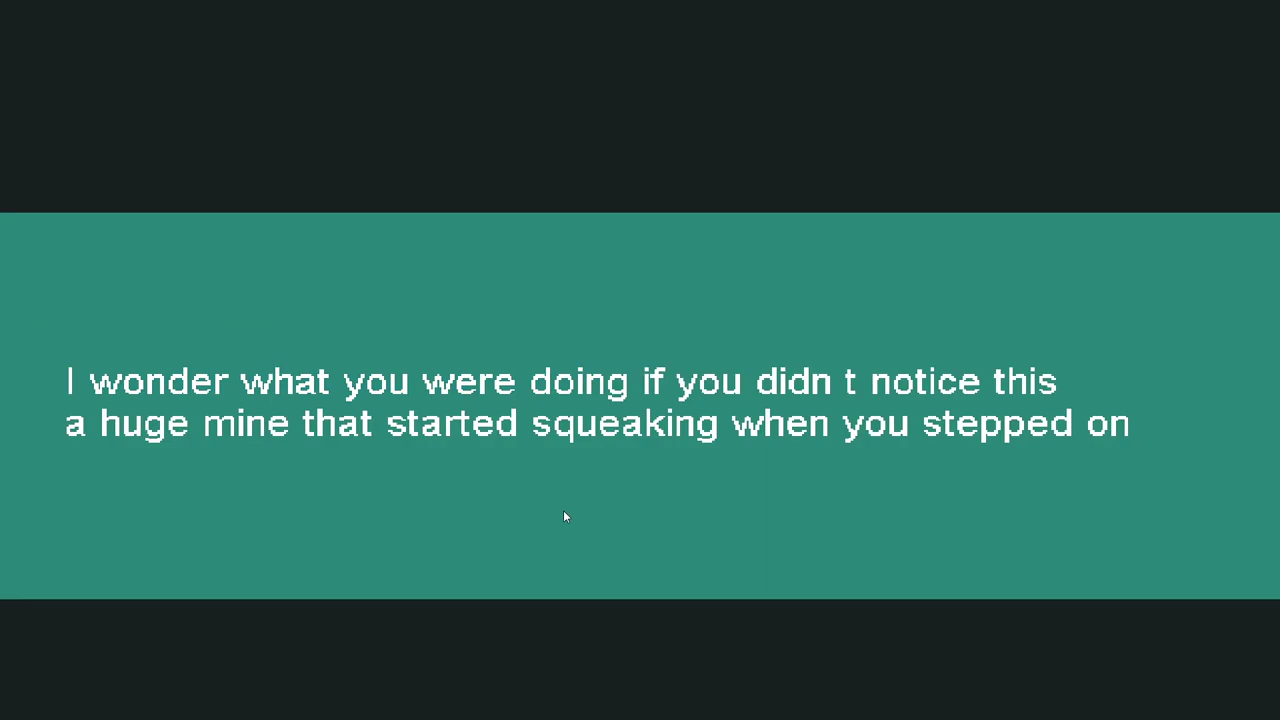 I wonder what you were doing if you didn t notice this
a huge mine that started squeaking when you stepped on